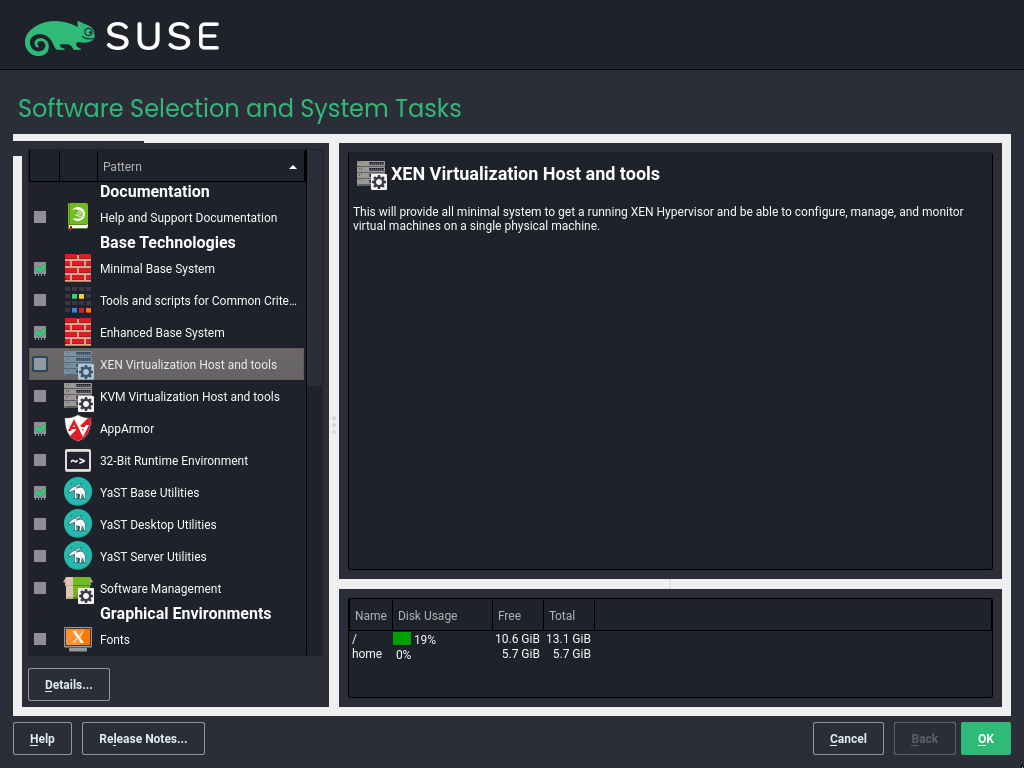 SUSE
Software Selection and System Tasks
Pattern
Documentation
Help and Support Documentation
Base Technologies
Minimal Base System
Tools and scripts for Common Crite...
Enhanced Base System
XEN Virtualization Host and tools
KVM Virtualization Host and tools
AppArmor
~>
32-Bit Runtime Environment
YaST Base Utilities
YaST Desktop Utilities
YaST Server Utilities
Software Management
Graphical Environments
X
Fonts
Details...
XEN Virtualization Host and tools
This will provide all minimal system to get a running XEN Hypervisor and be able to configure, manage, and monitor
virtual machines on a single physical machine.
Name Disk Usage Free Total
/ 19% 10.6 GiB 13.1 GiB
home 0% 5.7 GiB 5.7 GiB
Help Release Notes... Cancel Back OK